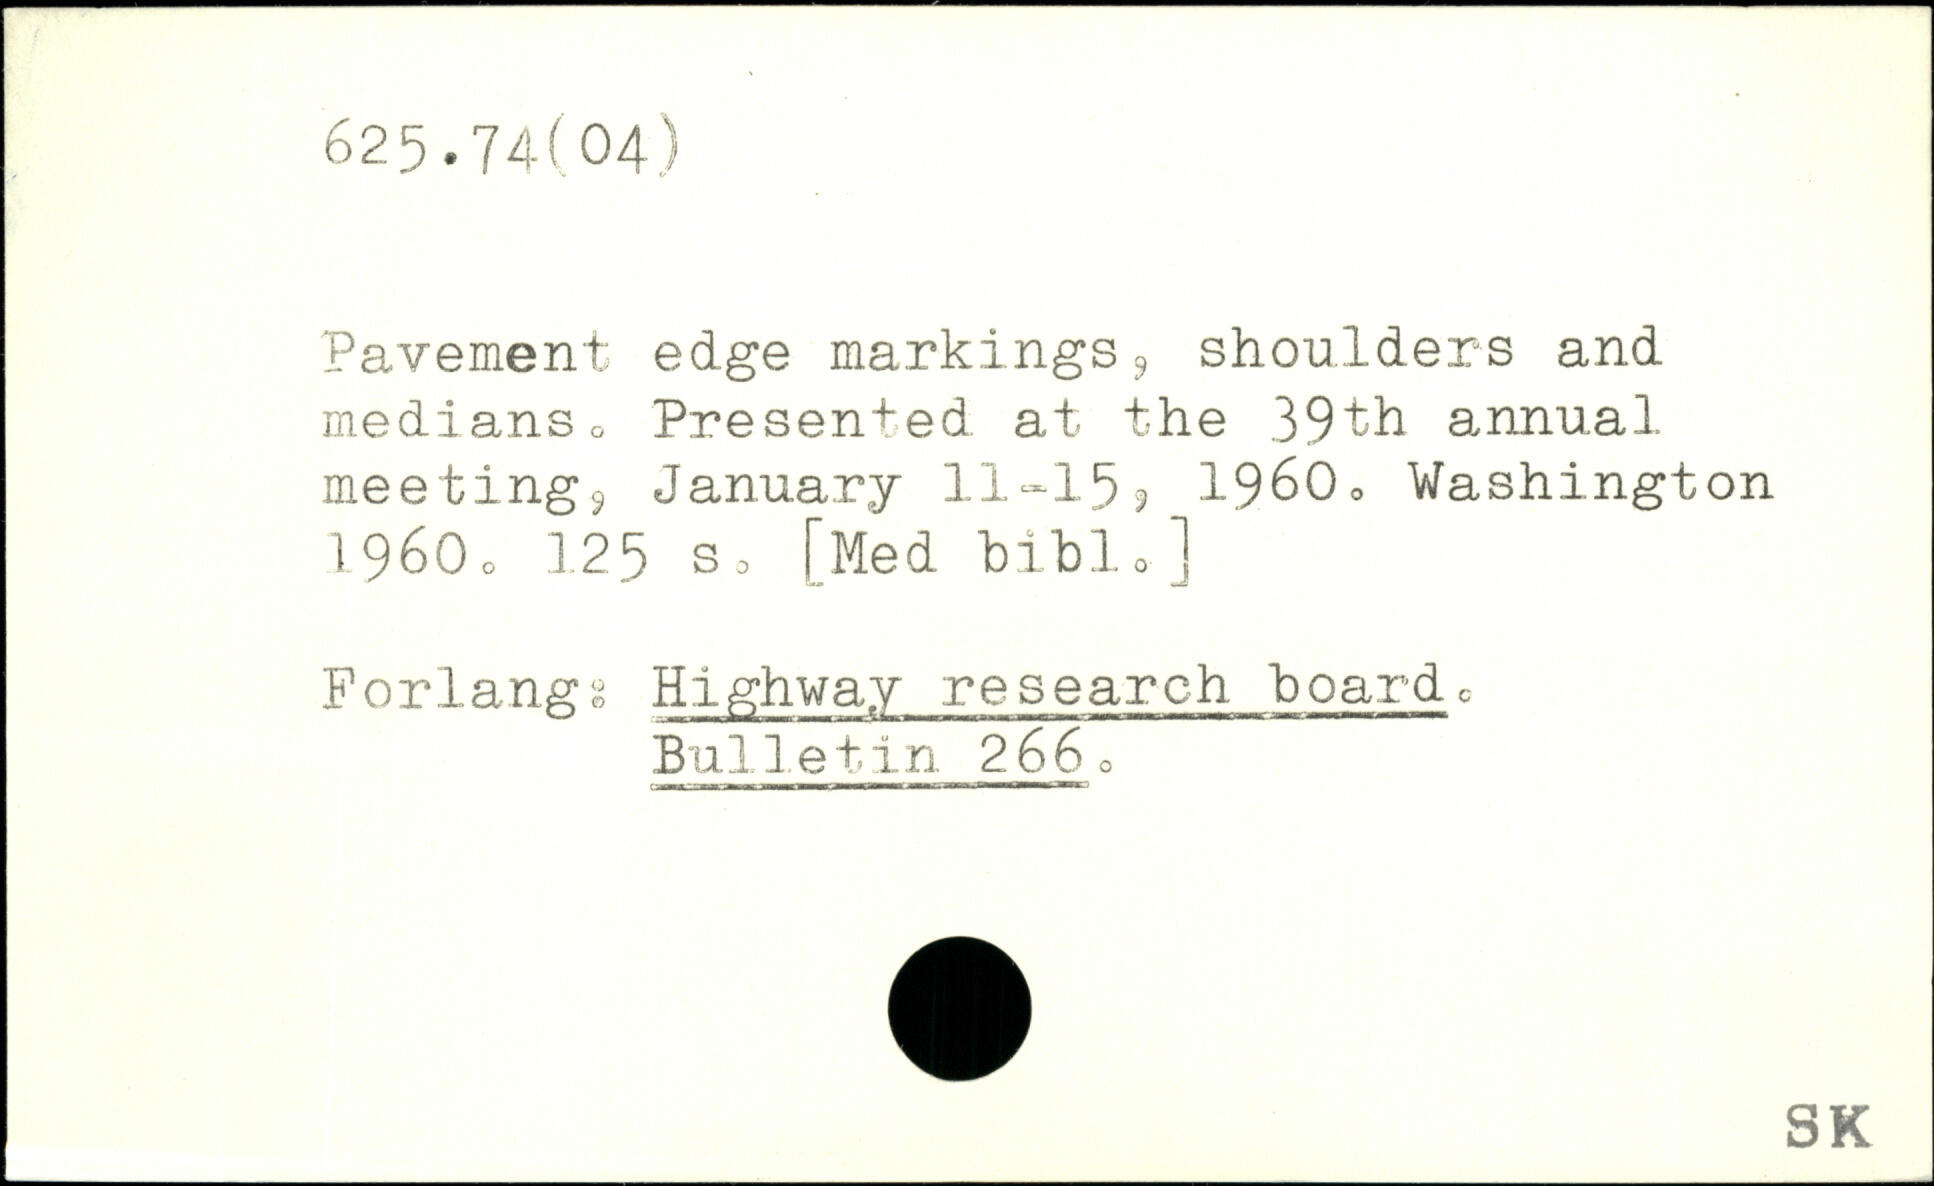 625.74(04)
Pavement edge markings, shoulders and
medians. Presented at the 39th annual
meeting, January 11-15, 1960. Washington
1960. 125 s. [Med bibl.]
Forlang: Highway research board.
Bulletin 266.
SK